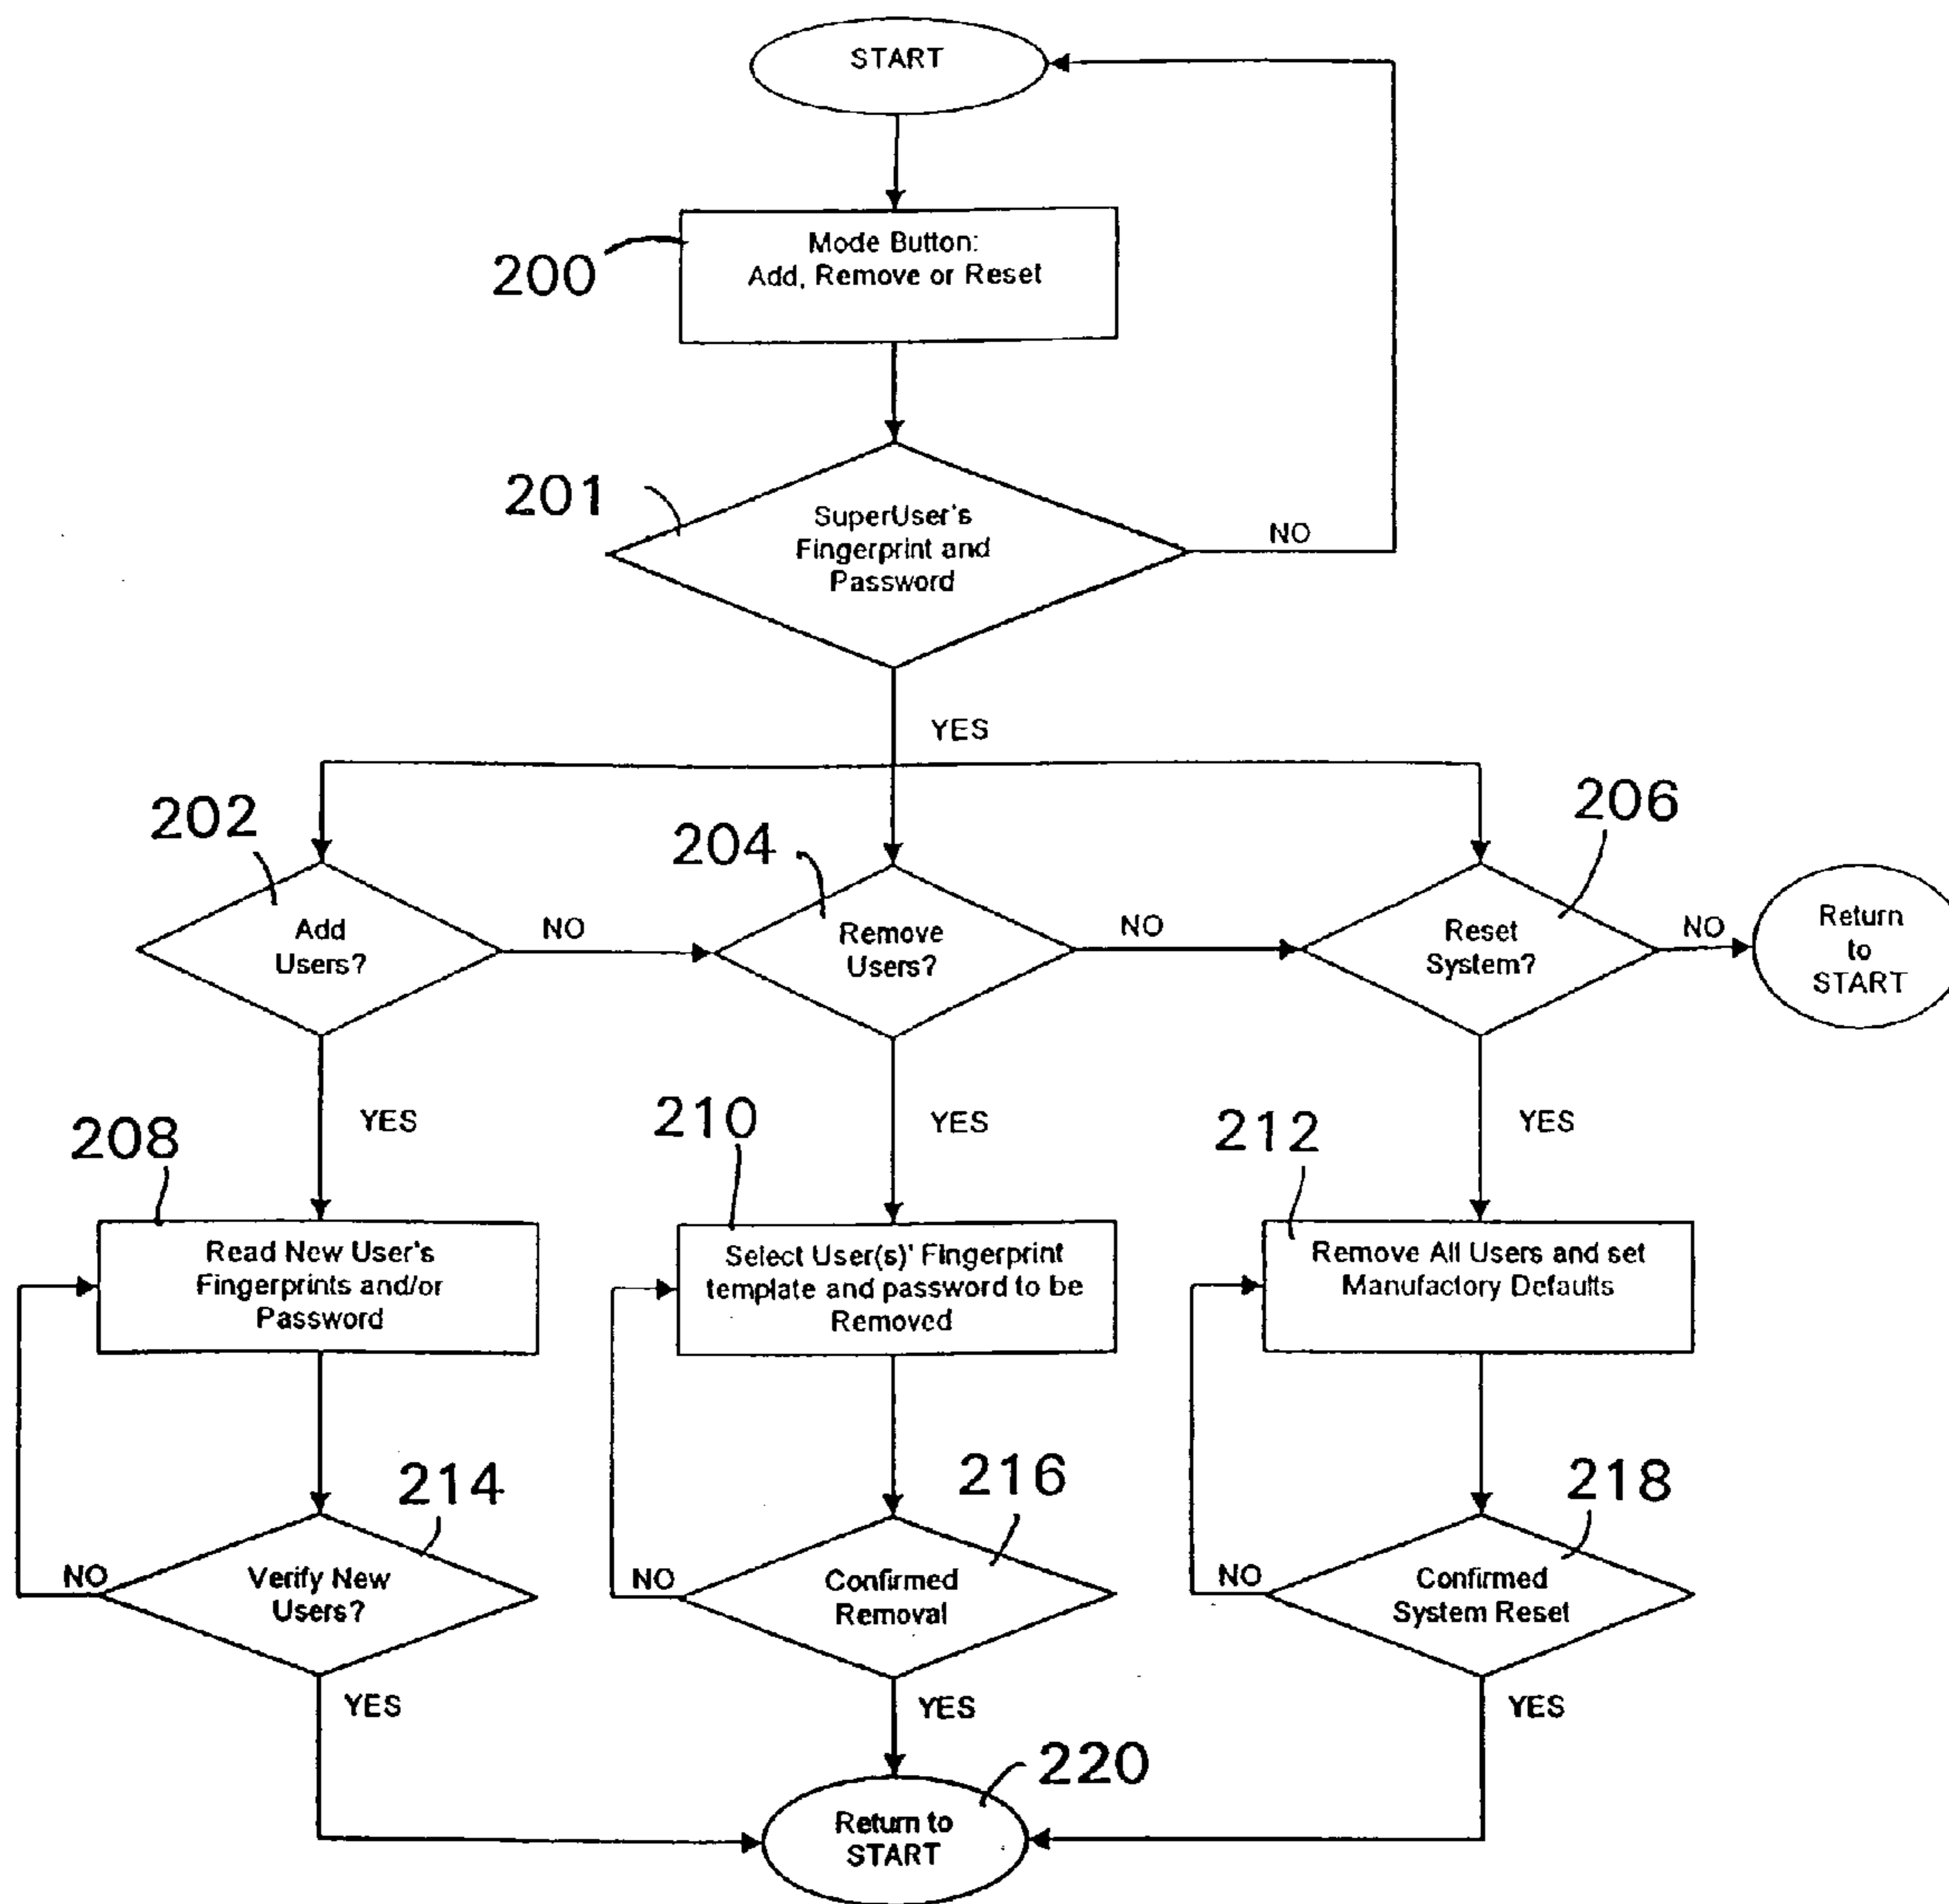 START
200
Mode Button:
Add, Remove or Reset
201
SuperUser's
Fingerprint and
Password
NO
YES
202
204
206
Add
Users?
NO
Remove
Users?
NO
Reset
System?
NO
Return
to
START
YES
YES
YES
208
210
212
Read New User's
Fingerprints and/or
Password
Select User(s)' Fingerprint
template and password to be
Removed
Remove All Users and set
Manufactory Defaults
214
216
218
NO
Verify New
Users?
NO
Confirmed
Removal
NO
Confirmed
System Reset
YES
YES
YES
220
Return to
START